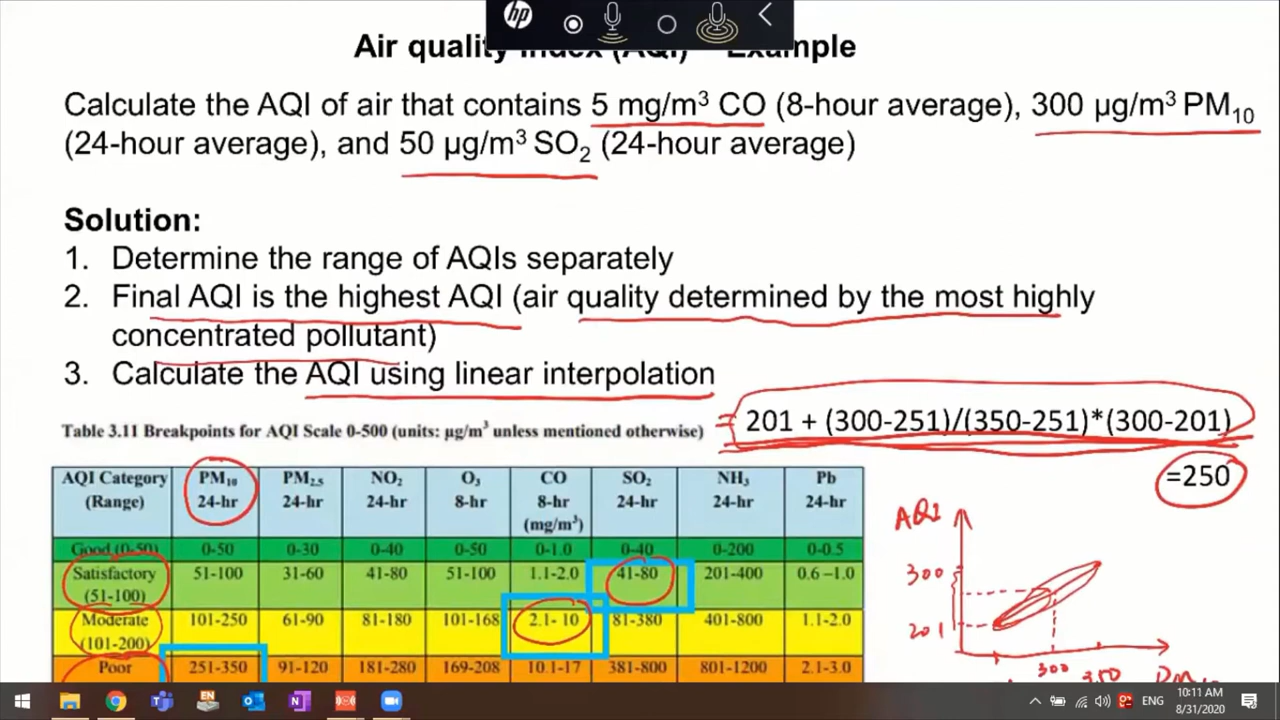 hp
Air quality Index (AQI) Example
Calculate the AQI of air that contains 5 mg/m³ CO (8-hour average), 300 µg/m³ PM₁₀
(24-hour average), and 50 µg/m³ SO₂ (24-hour average)
Solution:
1. Determine the range of AQIs separately
2. Final AQI is the highest AQI (air quality determined by the most highly
concentrated pollutant)
3. Calculate the AQI using linear interpolation
= 201 + (300-251)/(350-251)*(300-201)
=250
Table 3.11 Breakpoints for AQI Scale 0-500 (units: µg/m³ unless mentioned otherwise)
AQI Category (Range) PM₁₀ 24-hr PM₂.₅ 24-hr NO₂ 24-hr O₃ 8-hr CO 8-hr (mg/m³) SO₂ 24-hr NH₃ 24-hr Pb 24-hr
Good (0-50) 0-50 0-30 0-40 0-50 0-1.0 0-40 0-200 0-0.5
Satisfactory (51-100) 51-100 31-60 41-80 51-100 1.1-2.0 41-80 201-400 0.6 –1.0
Moderate (101-200) 101-250 61-90 81-180 101-168 2.1- 10 81-380 401-800 1.1-2.0
Poor 251-350 91-120 181-280 169-208 10.1-17 381-800 801-1200 2.1-3.0
AQI
300
201
300
350
EN
ENG
10:11 AM
8/31/2020